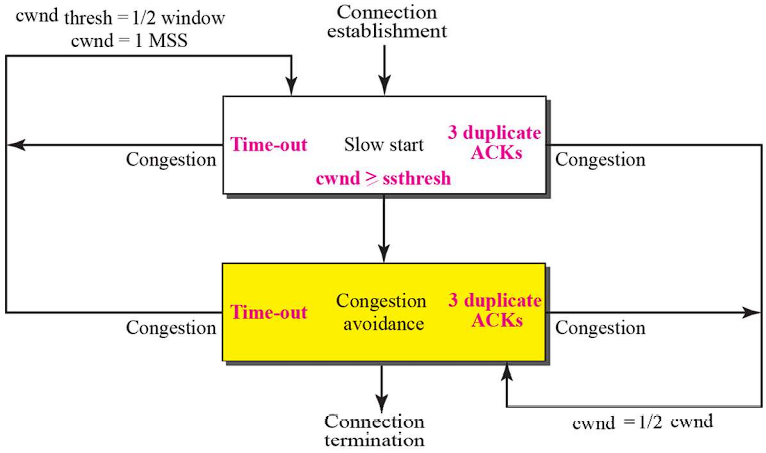 cwnd thresh = 1/2 window
cwnd = 1 MSS
Connection
establishment
Time-out
Slow start
3 duplicate
ACKs
Congestion
Congestion
cwnd ⩾ ssthresh
Time-out
Congestion
avoidance
3 duplicate
ACKs
Congestion
Congestion
Connection
termination
cwnd = 1/2 cwnd